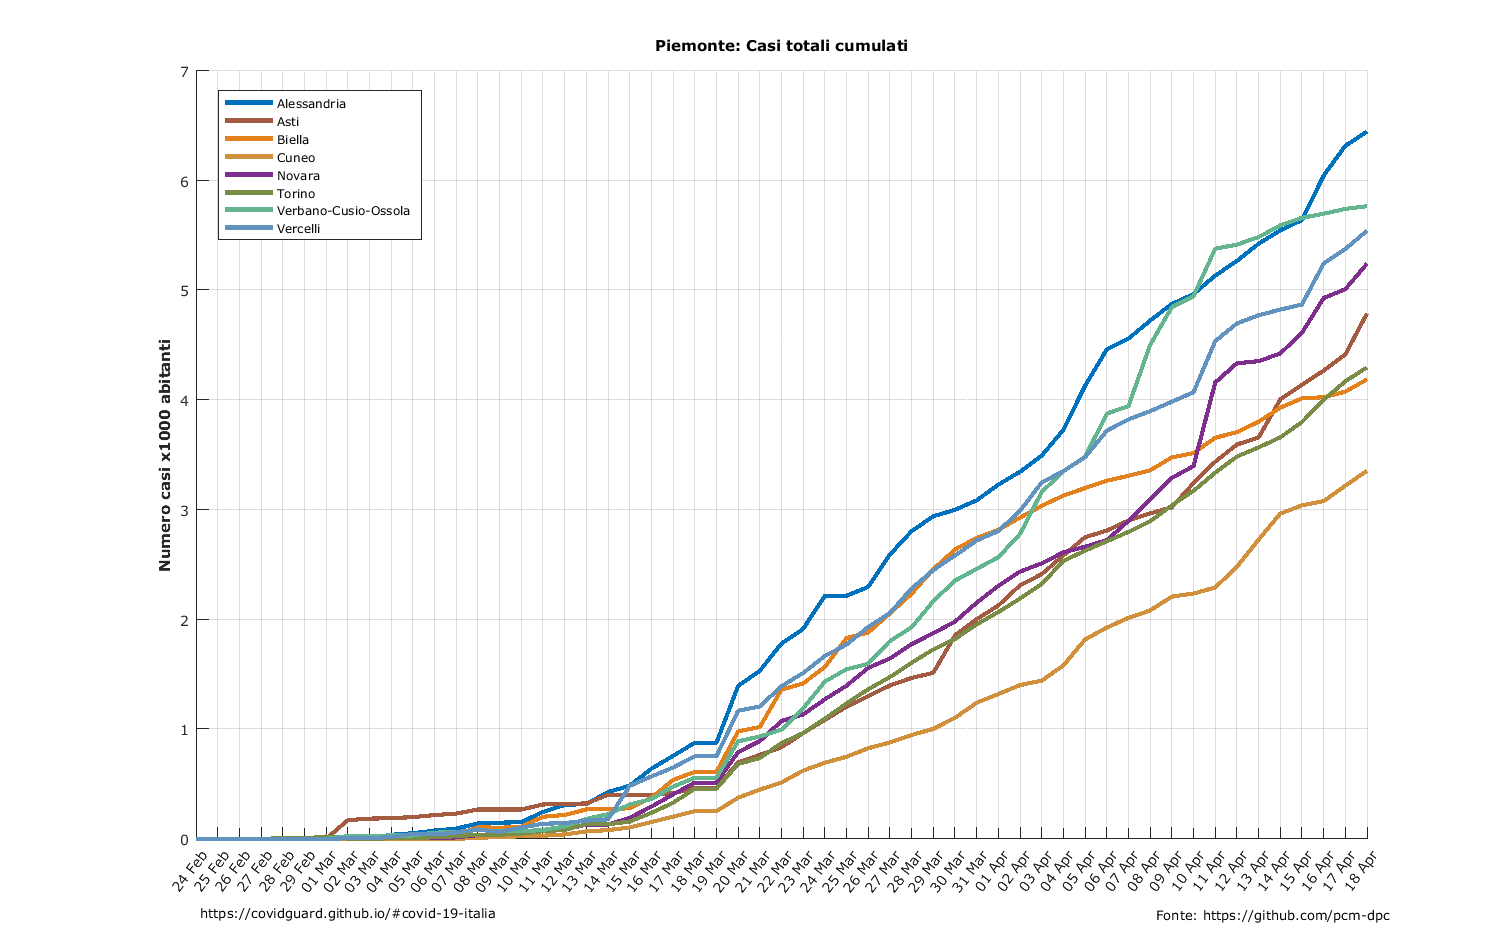 Piemonte: Casi totali cumulati
7
6
5
4
3
2
1
0
Numero casi x1000 abitanti
Alessandria
Asti
Biella
Cuneo
Novara
Torino
Verbano-Cusio-Ossola
Vercelli
24 Feb
25 Feb
26 Feb
27 Feb
28 Feb
29 Feb
01 Mar
02 Mar
03 Mar
04 Mar
05 Mar
06 Mar
07 Mar
08 Mar
09 Mar
10 Mar
11 Mar
12 Mar
13 Mar
14 Mar
15 Mar
16 Mar
17 Mar
18 Mar
19 Mar
20 Mar
21 Mar
22 Mar
23 Mar
24 Mar
25 Mar
26 Mar
27 Mar
28 Mar
29 Mar
30 Mar
31 Mar
01 Apr
02 Apr
03 Apr
04 Apr
05 Apr
06 Apr
07 Apr
08 Apr
09 Apr
10 Apr
11 Apr
12 Apr
13 Apr
14 Apr
15 Apr
16 Apr
17 Apr
18 Apr
https://covidguard.github.io/#covid-19-italia
Fonte: https://github.com/pcm-dpc